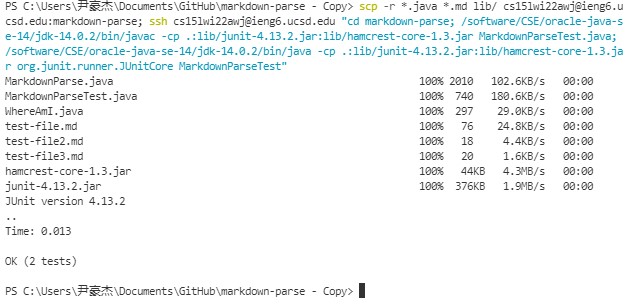 PS C:\Users\尹豪杰\Documents\GitHub\markdown-parse - Copy> scp -r *.java *.md lib/ cs15lwi22awj@ieng6.u
csd.edu:markdown-parse; ssh cs15lwi22awj@ieng6.ucsd.edu "cd markdown-parse; /software/CSE/oracle-java-s
e-14/jdk-14.0.2/bin/javac -cp .:lib/junit-4.13.2.jar:lib/hamcrest-core-1.3.jar MarkdownParseTest.java;
/software/CSE/oracle-java-se-14/jdk-14.0.2/bin/java -cp .:lib/junit-4.13.2.jar:lib/hamcrest-core-1.3.ja
r org.junit.runner.JUnitCore MarkdownParseTest"
MarkdownParse.java 100% 2010 102.6KB/s 00:00
MarkdownParseTest.java 100% 740 180.6KB/s 00:00
WhereAmI.java 100% 297 29.0KB/s 00:00
test-file.md 100% 76 24.8KB/s 00:00
test-file2.md 100% 18 4.4KB/s 00:00
test-file3.md 100% 20 1.6KB/s 00:00
hamcrest-core-1.3.jar 100% 44KB 4.3MB/s 00:00
junit-4.13.2.jar 100% 376KB 1.9MB/s 00:00
JUnit version 4.13.2
..
Time: 0.013
OK (2 tests)
PS C:\Users\尹豪杰\Documents\GitHub\markdown-parse - Copy>